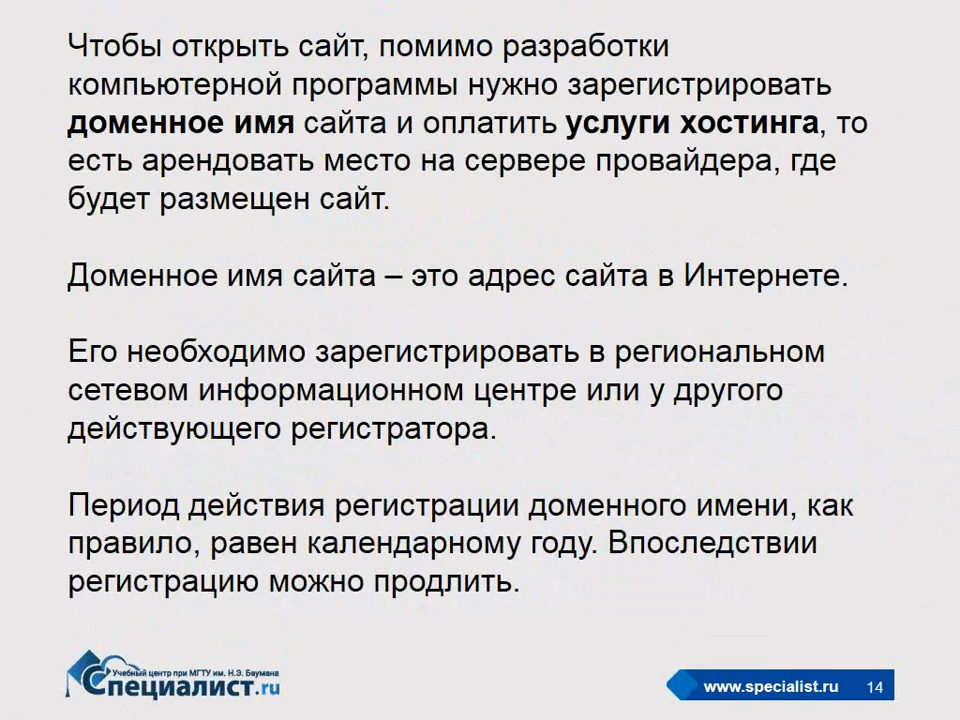 Чтобы открыть сайт, помимо разработки
компьютерной программы нужно зарегистрировать
доменное имя сайта и оплатить услуги хостинга, то
есть арендовать место на сервере провайдера, где
будет размещен сайт.
Доменное имя сайта – это адрес сайта в Интернете.
Его необходимо зарегистрировать в региональном
сетевом информационном центре или у другого
действующего регистратора.
Период действия регистрации доменного имени, как
правило, равен календарному году. Впоследствии
регистрацию можно продлить.
Учебный центр при МГТУ им. Н.Э. Баумана
Специалист.ru
www.specialist.ru 14